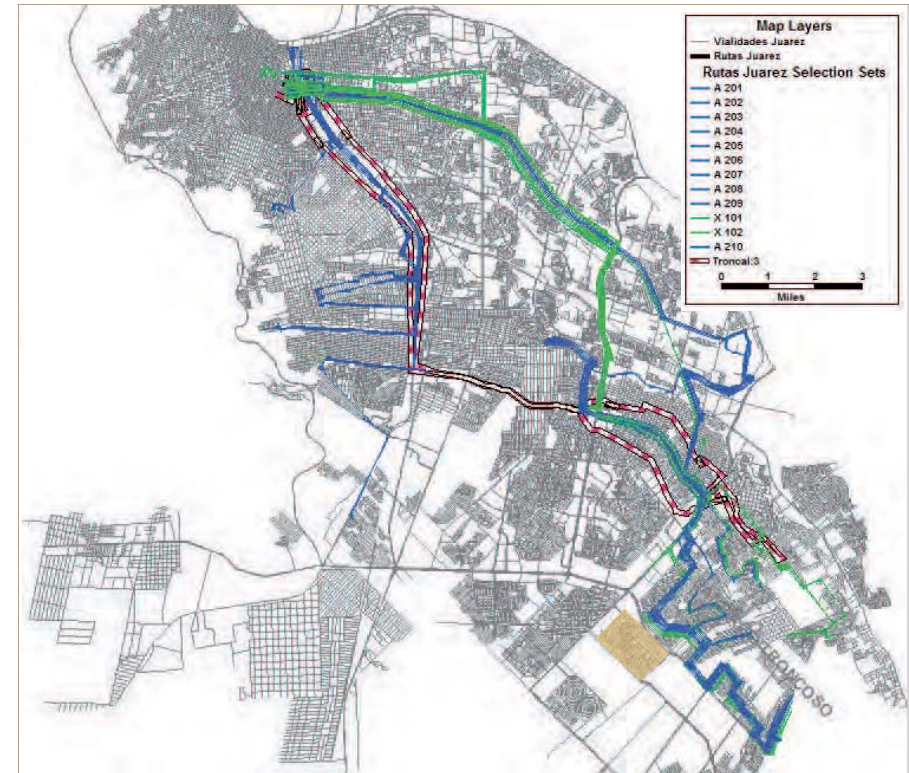 Map Layers
Vialidades Juarez
Rutas Juarez
Rutas Juarez Selection Sets
A 201
A 202
A 203
A 204
A 205
A 206
A 207
A 208
A 209
X 101
X 102
A 210
Troncal:3
0 1 2 3
Miles